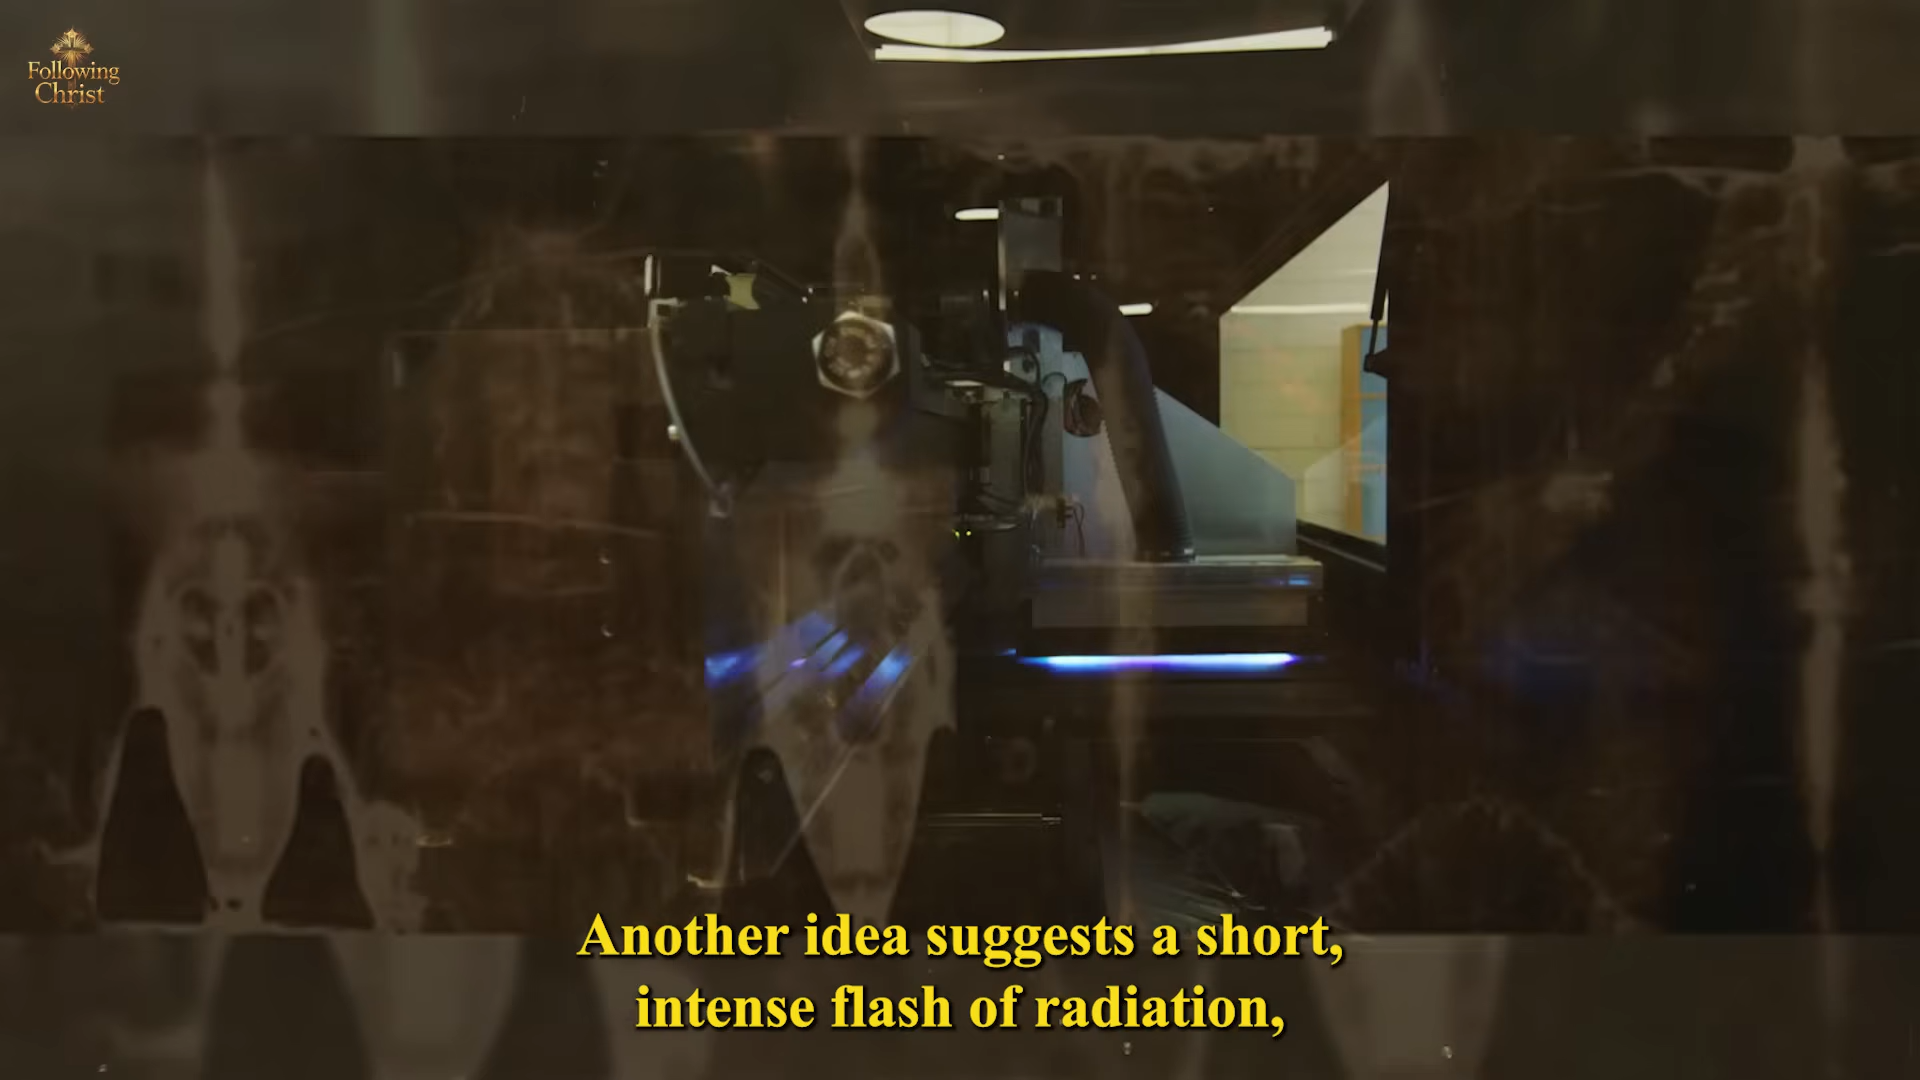 Following
Christ
Another idea suggests a short,
intense flash of radiation,